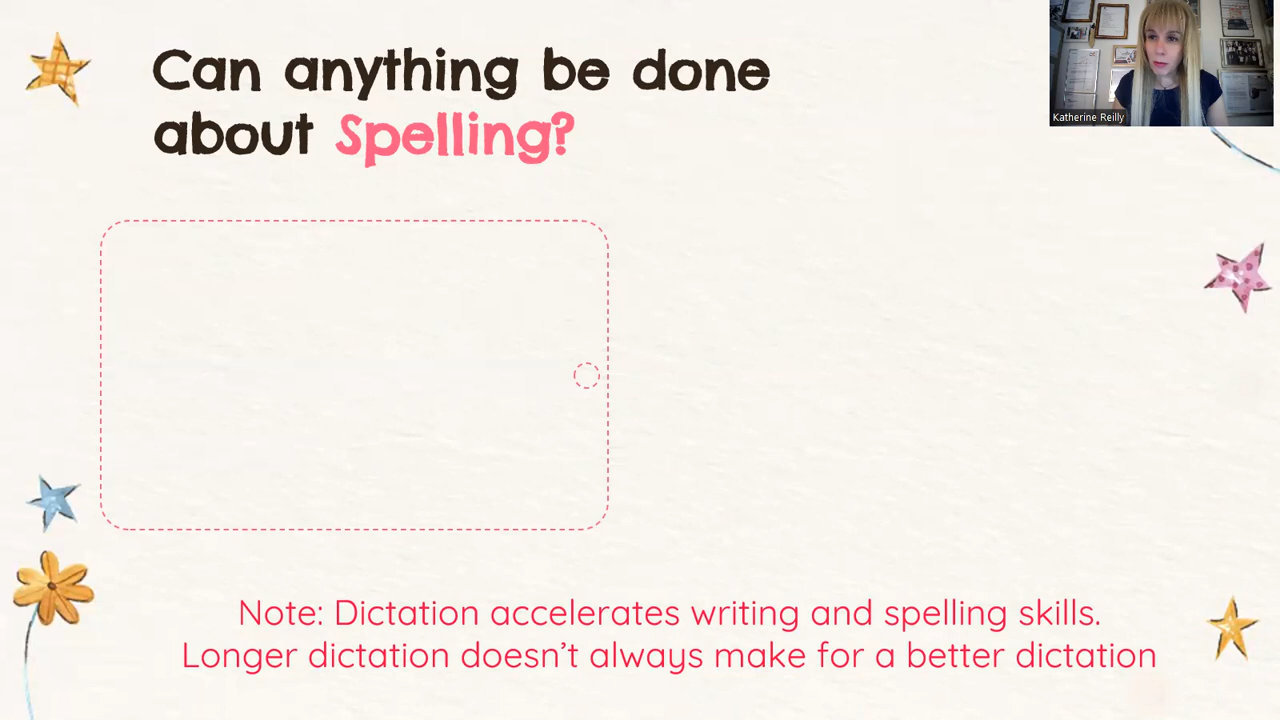 Can anything be done
about Spelling?
Katherine Reilly
Note: Dictation accelerates writing and spelling skills.
Longer dictation doesn’t always make for a better dictation